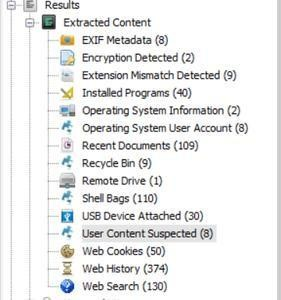 Results
Extracted Content
EXIF Metadata (8)
Encryption Detected (2)
Extension Mismatch Detected (9)
Installed Programs (40)
Operating System Information (2)
Operating System User Account (8)
Recent Documents (109)
Recycle Bin (9)
Remote Drive (1)
Shell Bags (110)
USB Device Attached (30)
User Content Suspected (8)
Web Cookies (50)
Web History (374)
Web Search (130)